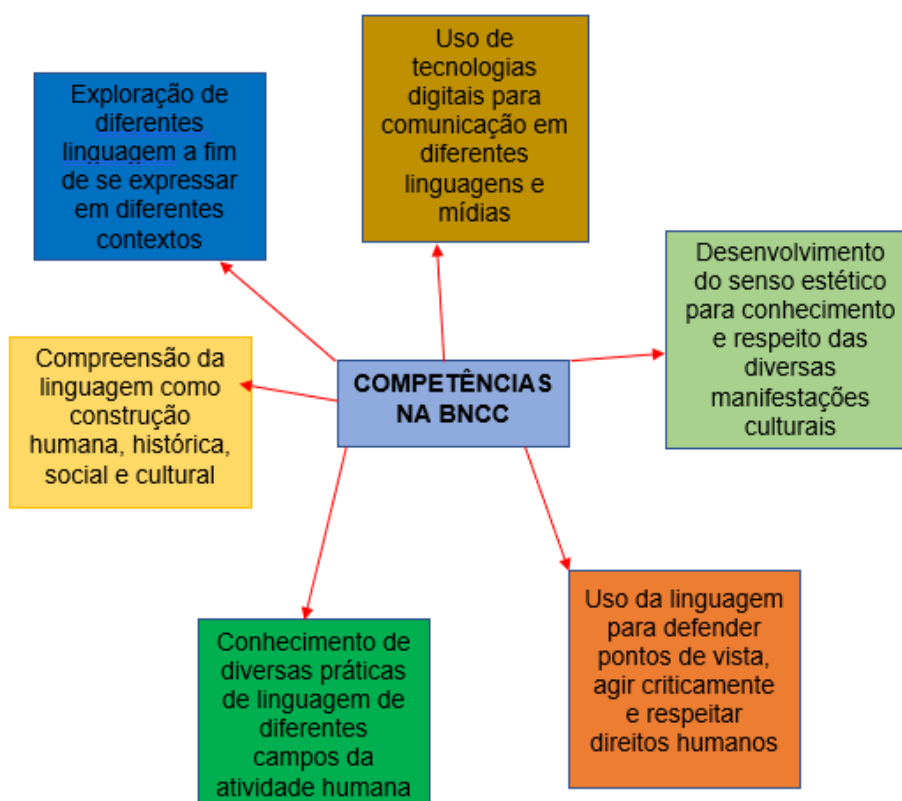 Uso de
tecnologias
digitais para
comunicação em
diferentes
linguagens e
mídias
Exploração de
diferentes
linguagem a fim
de se expressar
em diferentes
contextos
Desenvolvimento
do senso estético
para conhecimento
e respeito das
diversas
manifestações
culturais
Compreensão da
linguagem como
construção
humana, histórica,
social e cultural
COMPETÊNCIAS
NA BNCC
Uso da linguagem
para defender
pontos de vista,
agir criticamente
e respeitar
direitos humanos
Conhecimento de
diversas práticas
de linguagem de
diferentes
campos da
atividade humana